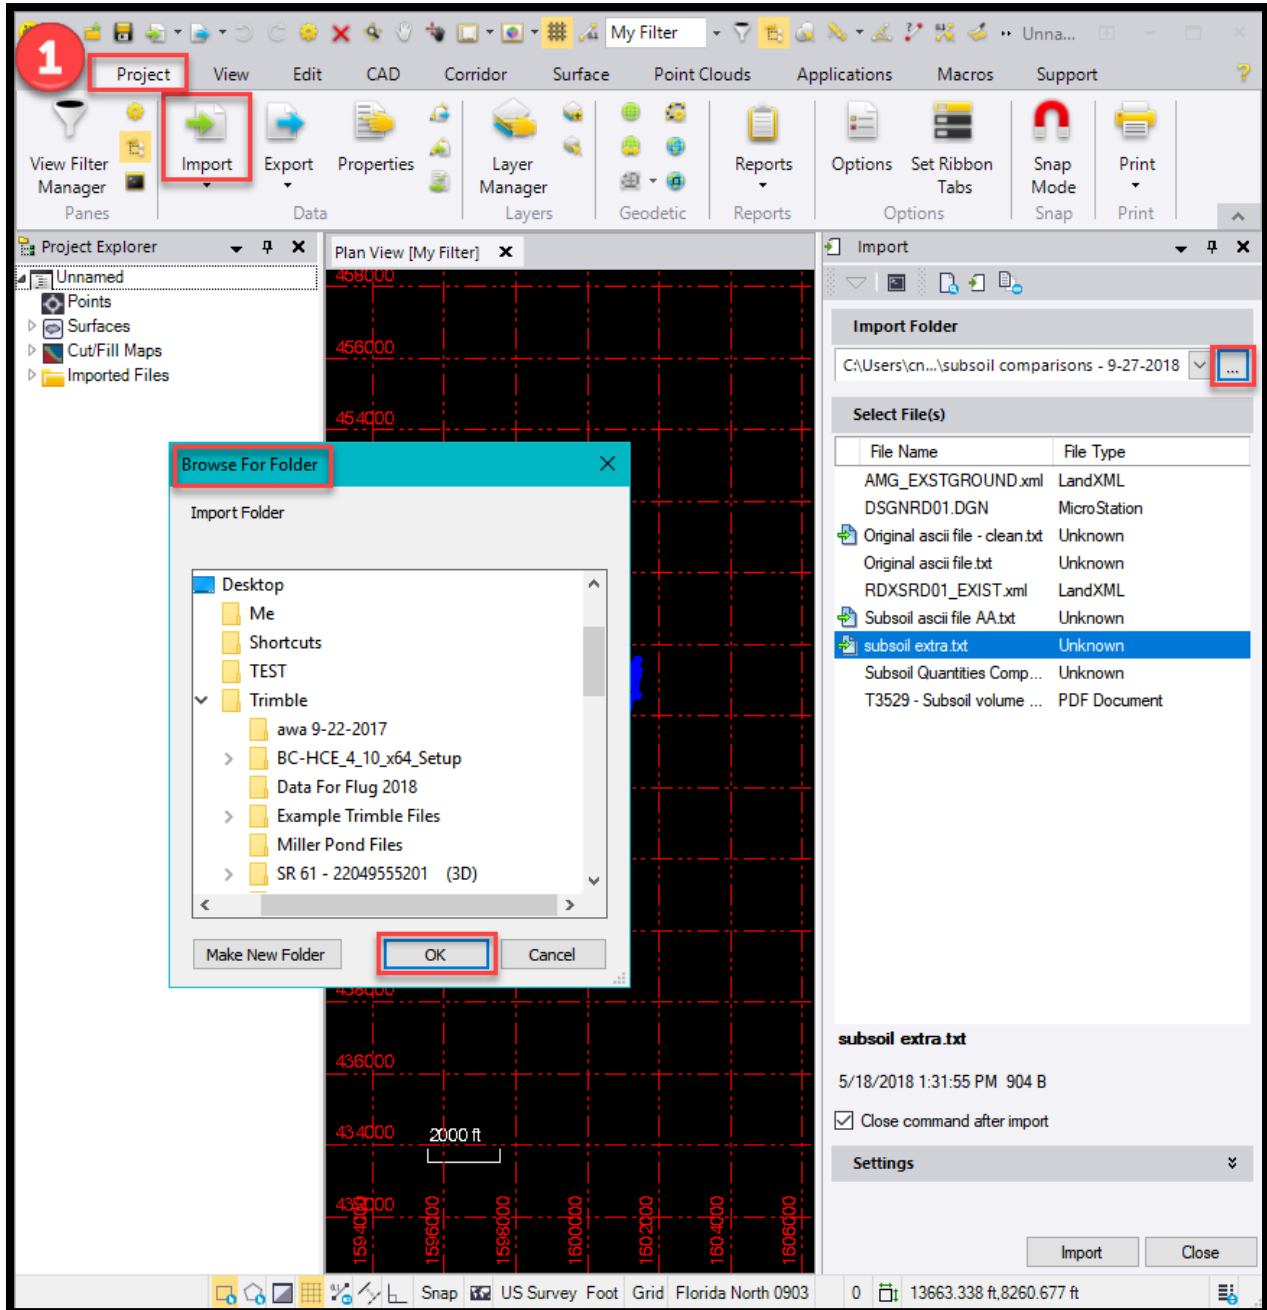 1
My Filter
Unna...
Project View Edit CAD Corridor Surface Point Clouds Applications Macros Support
View Filter Manager
Import
Export
Properties
Layer Manager
Reports
Options
Set Ribbon Tabs
Snap Mode
Print
Panes Data Layers Geodetic Reports Options Snap Print
Project Explorer
Unnamed
Points
Surfaces
Cut/Fill Maps
Imported Files
Plan View [My Filter]
458000
456000
454000
436000
434000
2000 ft
1594000
1596000
1598000
1600000
1602000
1604000
1606000
Browse For Folder
Import Folder
Desktop
Me
Shortcuts
TEST
Trimble
awa 9-22-2017
BC-HCE_4_10_x64_Setup
Data For Flug 2018
Example Trimble Files
Miller Pond Files
SR 61 - 22049555201 (3D)
Make New Folder OK Cancel
Import
Import Folder
C:\Users\cn...\subsoil comparisons - 9-27-2018 ...
Select File(s)
File Name File Type
AMG_EXSTGROUND.xml LandXML
DSGNRD01.DGN MicroStation
Original ascii file - clean.txt Unknown
Original ascii file.txt Unknown
RDXSRD01_EXIST.xml LandXML
Subsoil ascii file AA.txt Unknown
subsoil extra.txt Unknown
Subsoil Quantities Comp... Unknown
T3529 - Subsoil volume ... PDF Document
subsoil extra.txt
5/18/2018 1:31:55 PM 904 B
Close command after import
Settings
Import Close
Snap US Survey Foot Grid Florida North 0903 0 13663.338 ft,8260.677 ft